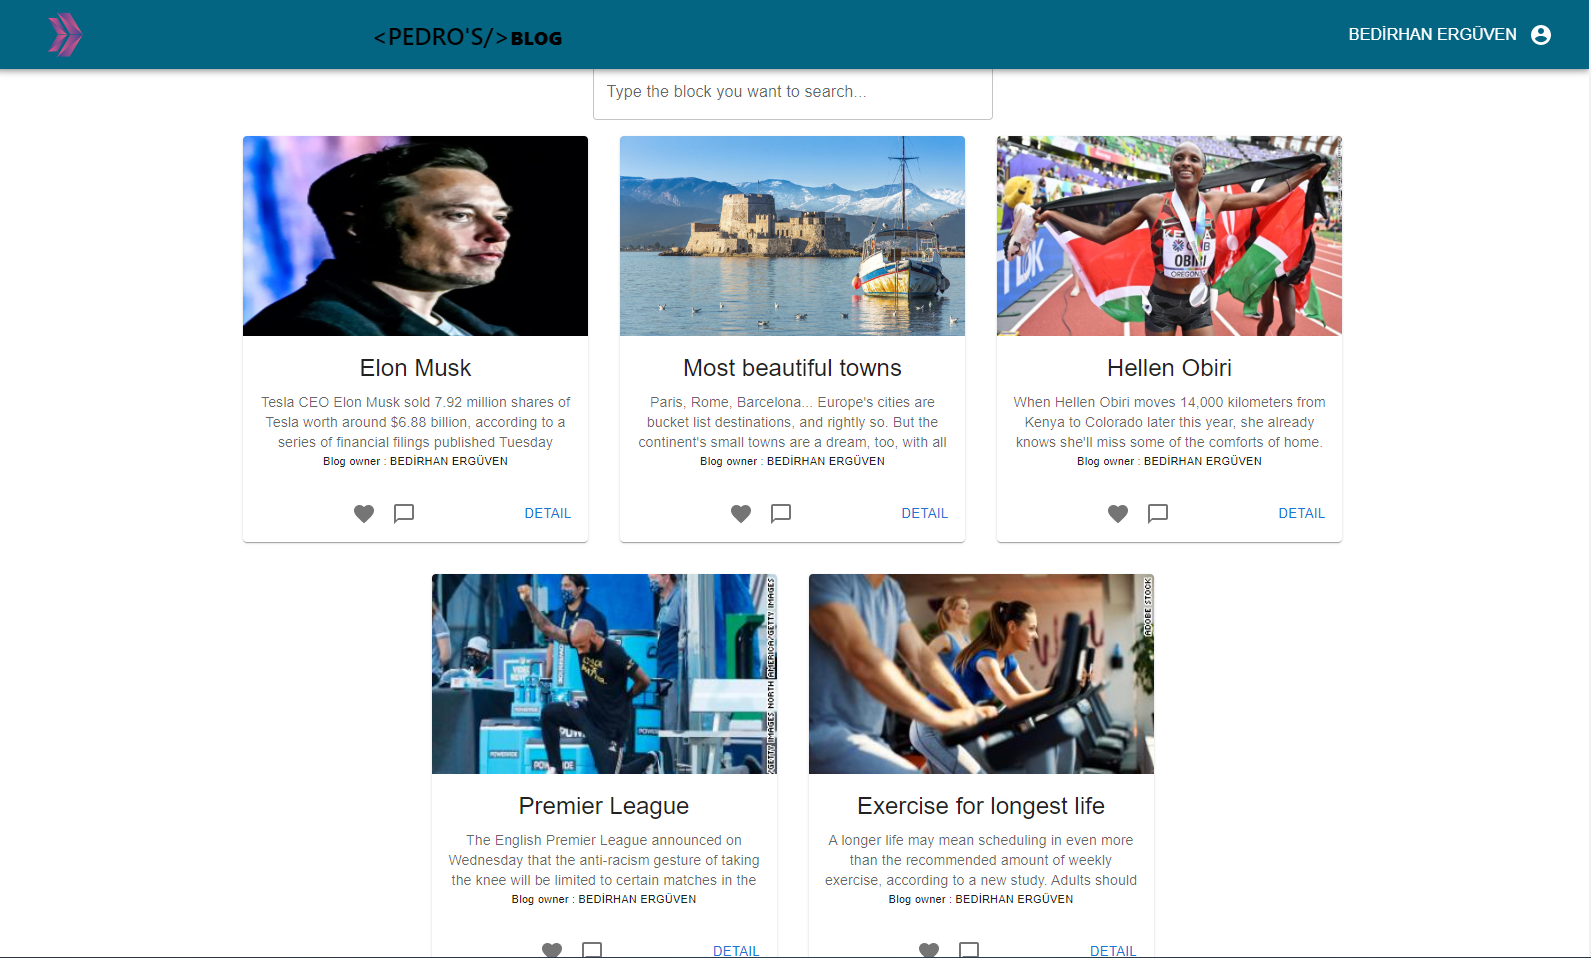 <PEDRO'S/>BLOG
BEDİRHAN ERGÜVEN
Type the block you want to search...
KE A
OBIRI
OREGON
Elon Musk
Tesla CEO Elon Musk sold 7.92 million shares of
Tesla worth around $6.88 billion, according to a
series of financial filings published Tuesday
Blog owner : BEDİRHAN ERGÜVEN
DETAIL
Most beautiful towns
Paris, Rome, Barcelona... Europe's cities are
bucket list destinations, and rightly so. But the
continent's small towns are a dream, too, with all
Blog owner : BEDİRHAN ERGÜVEN
DETAIL
Hellen Obiri
When Hellen Obiri moves 14,000 kilometers from
Kenya to Colorado later this year, she already
knows she'll miss some of the comforts of home.
Blog owner : BEDİRHAN ERGÜVEN
DETAIL
/GETTY IMAGES NORTH AMERICA/GETTY IMAGES
POWERADE
ADOBE STOCK
Premier League
The English Premier League announced on
Wednesday that the anti-racism gesture of taking
the knee will be limited to certain matches in the
Blog owner : BEDİRHAN ERGÜVEN
DETAIL
Exercise for longest life
A longer life may mean scheduling in even more
than the recommended amount of weekly
exercise, according to a new study. Adults should
Blog owner : BEDİRHAN ERGÜVEN
DETAIL